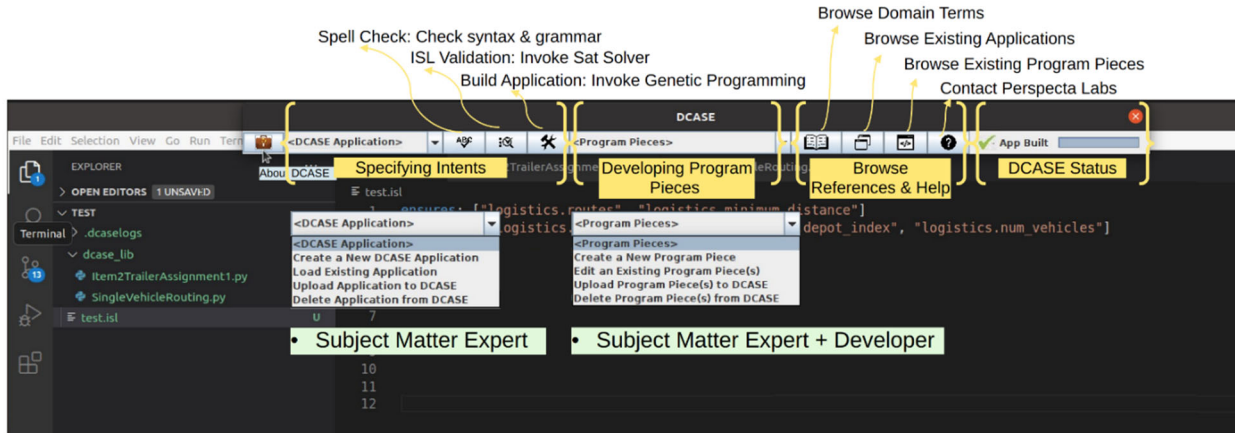 Browse Domain Terms
Spell Check: Check syntax & grammar
Browse Existing Applications
ISL Validation: Invoke Sat Solver
Browse Existing Program Pieces
Build Application: Invoke Genetic Programming
Contact Perspecta Labs
DCASE
File Edit Selection View Go Run Term
<DCASE Application>
ABC
<Program Pieces>
</>
?
App Built
EXPLORER
Abou DCASE
Specifying Intents
Developing Program
Pieces
Browse
References & Help
DCASE Status
OPEN EDITORS 1 UNSAVED
test.isl
TEST
ensures: ["logistics.routes", "logistics.minimum_distance"]
Terminal
.dcaselogs
<DCASE Application>
<Program Pieces>
depot_index", "logistics.num_vehicles"]
dcase_lib
<DCASE Application>
<Program Pieces>
Create a New DCASE Application
Create a New Program Piece
Item2TrailerAssignment1.py
Load Existing Application
Edit an Existing Program Piece(s)
Upload Application to DCASE
Upload Program Piece(s) to DCASE
SingleVehicleRouting.py
Delete Application from DCASE
Delete Program Piece(s) from DCASE
test.isl U
7
• Subject Matter Expert
• Subject Matter Expert + Developer
10
11
12
1
13